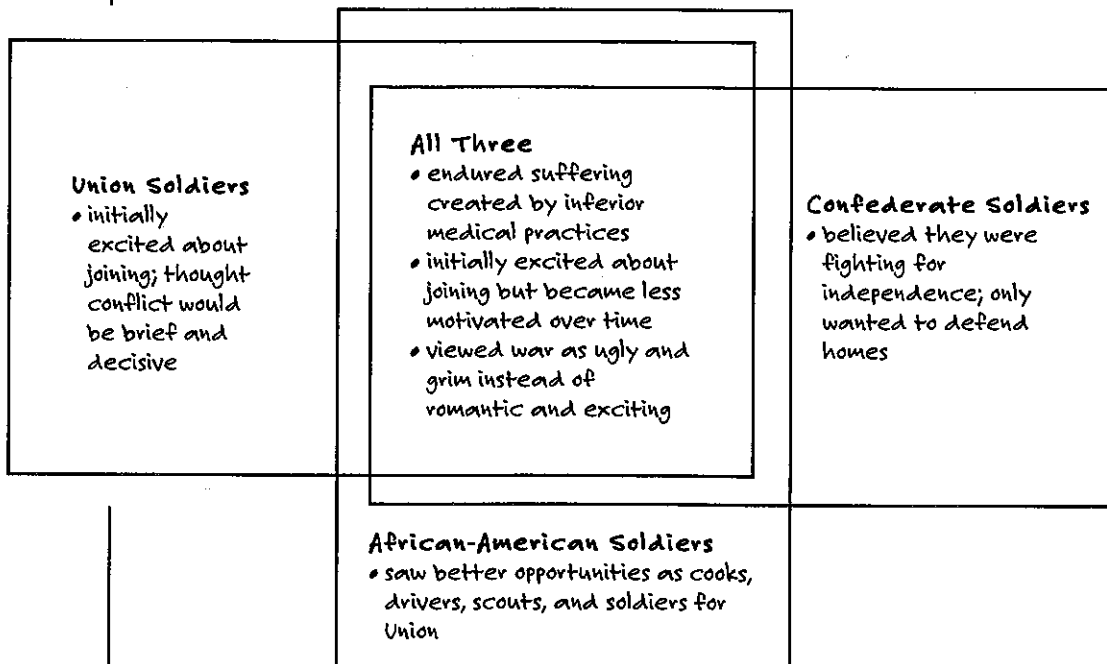 Union Soldiers
• initially
excited about
joining; thought
conflict would
be brief and
decisive
All Three
• endured suffering
created by inferior
medical practices
• initially excited about
joining but became less
motivated over time
• viewed war as ugly and
grim instead of
romantic and exciting
Confederate Soldiers
• believed they were
fighting for
independence; only
wanted to defend
homes
African-American Soldiers
• saw better opportunities as cooks,
drivers, scouts, and soldiers for
Union